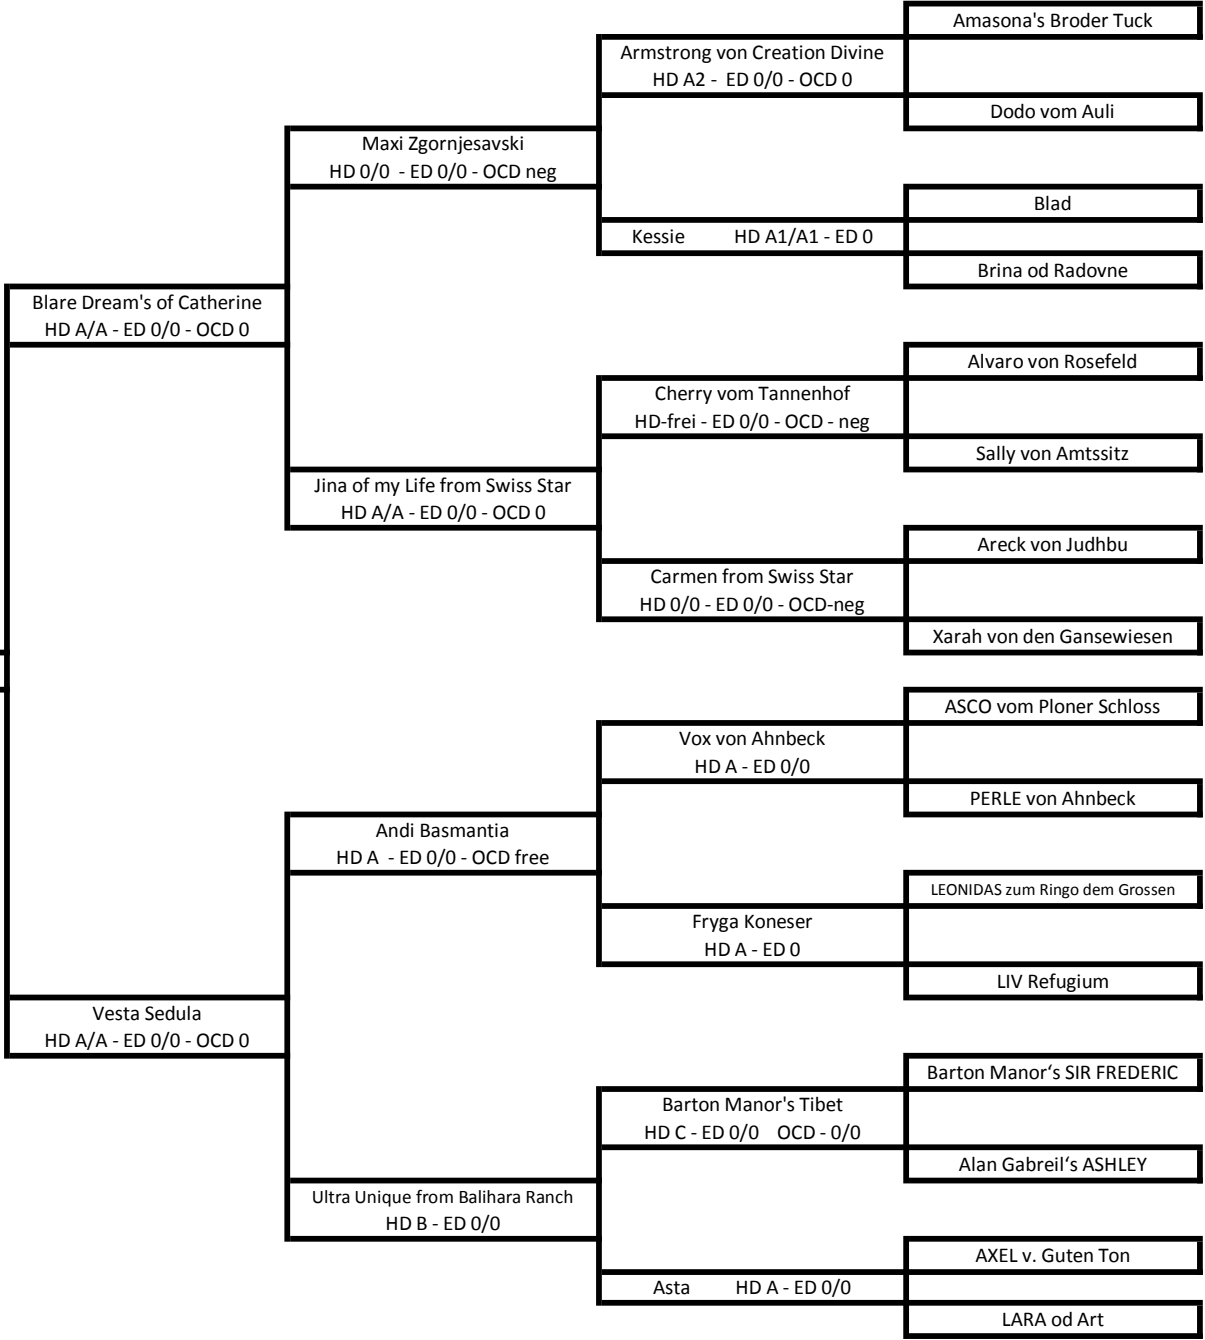 Amasona's Broder Tuck
Armstrong von Creation Divine
HD A2 -  ED 0/0 - OCD 0
Dodo vom Auli
Maxi Zgornjesavski
HD 0/0  - ED 0/0 - OCD neg
Blad
Kessie HD A1/A1 - ED 0
Brina od Radovne
Blare Dream's of Catherine
HD A/A - ED 0/0 - OCD 0
Alvaro von Rosefeld
Cherry vom Tannenhof
HD-frei - ED 0/0 - OCD - neg
Sally von Amtssitz
Jina of my Life from Swiss Star
HD A/A - ED 0/0 - OCD 0
Areck von Judhbu
Carmen from Swiss Star
HD 0/0 - ED 0/0 - OCD-neg
Xarah von den Gansewiesen
ASCO vom Ploner Schloss
Vox von Ahnbeck
HD A - ED 0/0
PERLE von Ahnbeck
Andi Basmantia
HD A  - ED 0/0 - OCD free
LEONIDAS zum Ringo dem Grossen
Fryga Koneser
HD A - ED 0
LIV Refugium
Vesta Sedula
HD A/A - ED 0/0 - OCD 0
Barton Manor‘s SIR FREDERIC
Barton Manor's Tibet
HD C - ED 0/0 OCD - 0/0
Alan Gabreil‘s ASHLEY
Ultra Unique from Balihara Ranch
HD B - ED 0/0
AXEL v. Guten Ton
Asta HD A - ED 0/0
LARA od Art